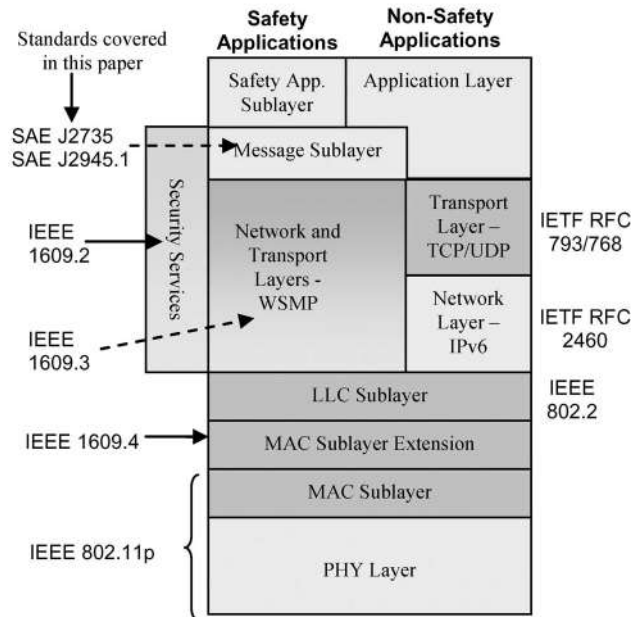 Safety
Applications
Non-Safety
Applications
Standards covered
in this paper
Safety App.
Sublayer
Application Layer
SAE J2735
SAE J2945.1
Message Sublayer
Security Services
IEEE
1609.2
Network and
Transport
Layers -
WSMP
Transport
Layer –
TCP/UDP
IETF RFC
793/768
IEEE
1609.3
Network
Layer –
IPv6
IETF RFC
2460
LLC Sublayer
IEEE
802.2
IEEE 1609.4
MAC Sublayer Extension
MAC Sublayer
IEEE 802.11p
PHY Layer